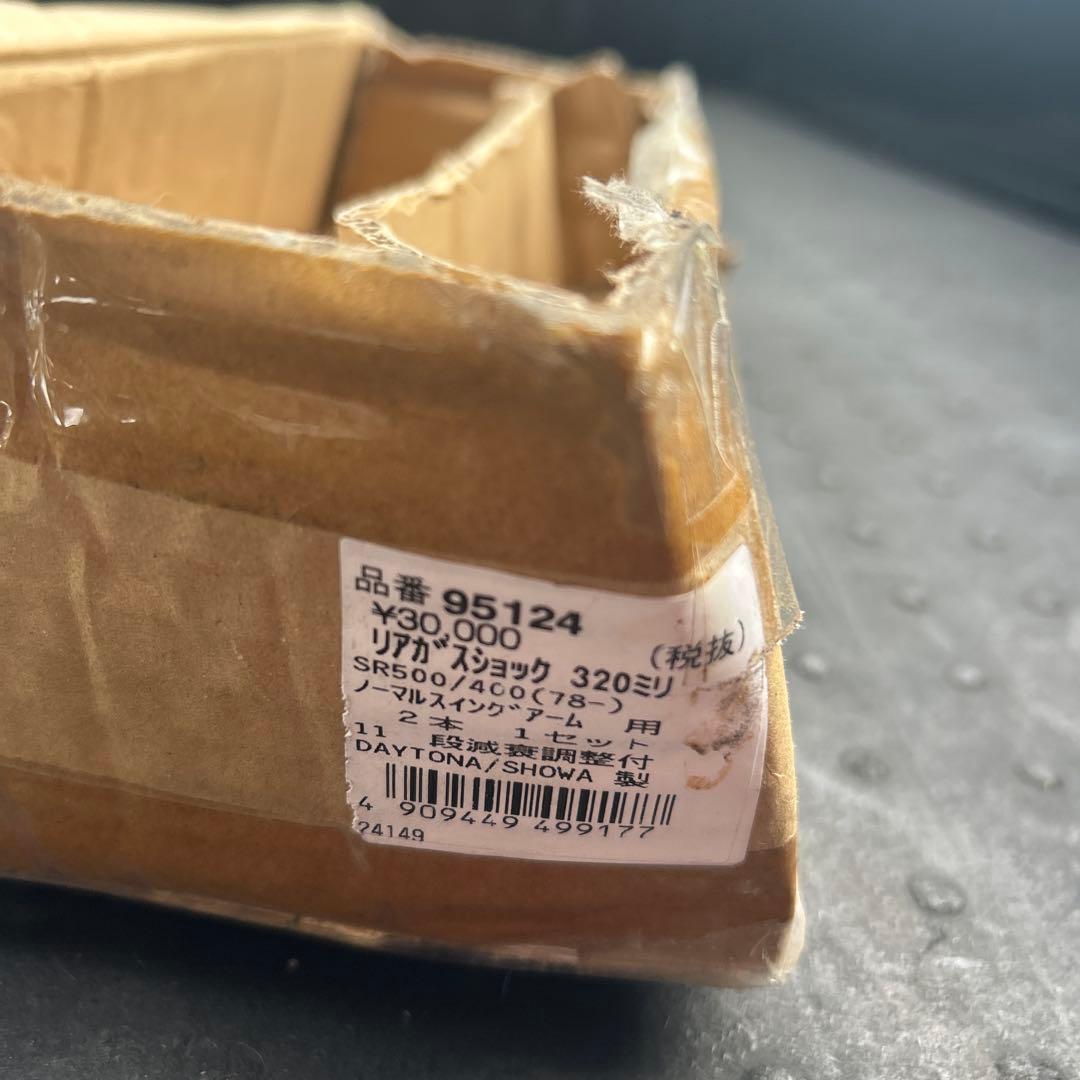 品番 95124
¥30,000 (税抜)
リアガスショック 320ミリ
SR500/400(78-)
ノーマルスイングアーム 用
2本 1セット
11 段減衰調整付
DAYTONA/SHOWA 製
4 909449 499177
24149